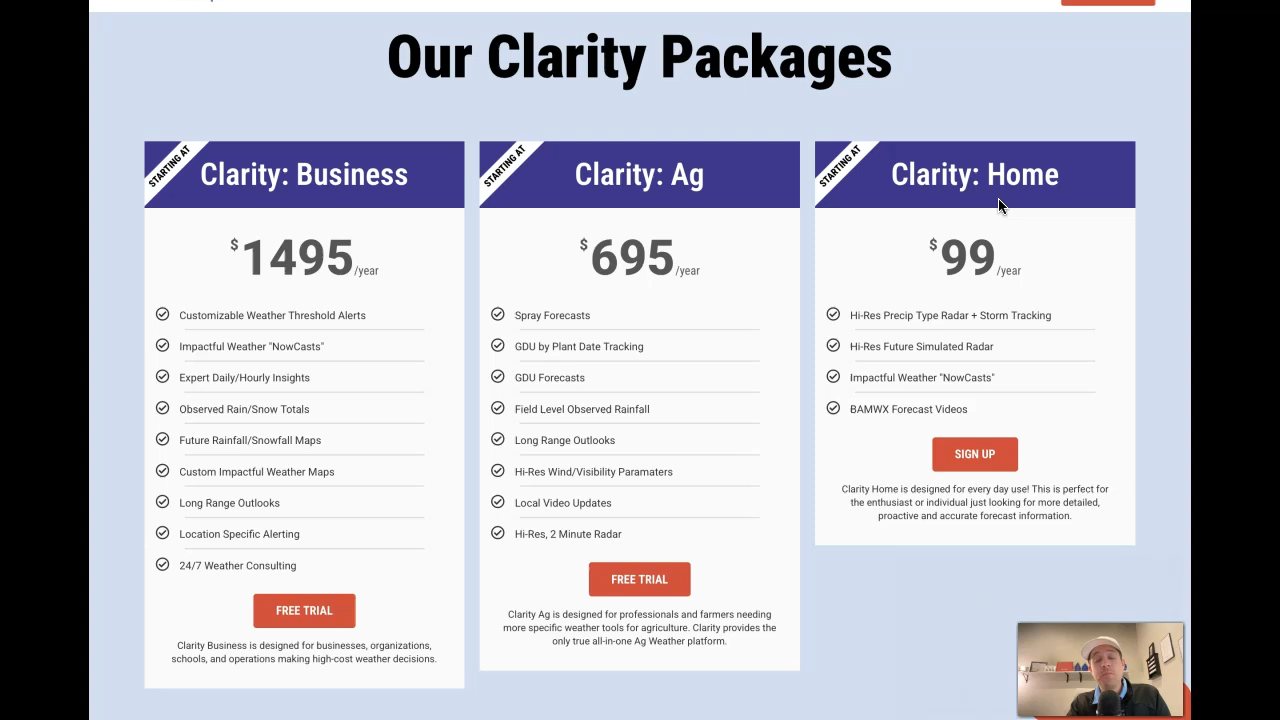 Our Clarity Packages
STARTING AT
Clarity: Business
$1495/year
Customizable Weather Threshold Alerts
Impactful Weather "NowCasts"
Expert Daily/Hourly Insights
Observed Rain/Snow Totals
Future Rainfall/Snowfall Maps
Custom Impactful Weather Maps
Long Range Outlooks
Location Specific Alerting
24/7 Weather Consulting
FREE TRIAL
Clarity Business is designed for businesses, organizations,
schools, and operations making high-cost weather decisions.
STARTING AT
Clarity: Ag
$695/year
Spray Forecasts
GDU by Plant Date Tracking
GDU Forecasts
Field Level Observed Rainfall
Long Range Outlooks
Hi-Res Wind/Visibility Paramaters
Local Video Updates
Hi-Res, 2 Minute Radar
FREE TRIAL
Clarity Ag is designed for professionals and farmers needing
more specific weather tools for agriculture. Clarity provides the
only true all-in-one Ag Weather platform.
STARTING AT
Clarity: Home
$99/year
Hi-Res Precip Type Radar + Storm Tracking
Hi-Res Future Simulated Radar
Impactful Weather "NowCasts"
BAMWX Forecast Videos
SIGN UP
Clarity Home is designed for every day use! This is perfect for
the enthusiast or individual just looking for more detailed,
proactive and accurate forecast information.